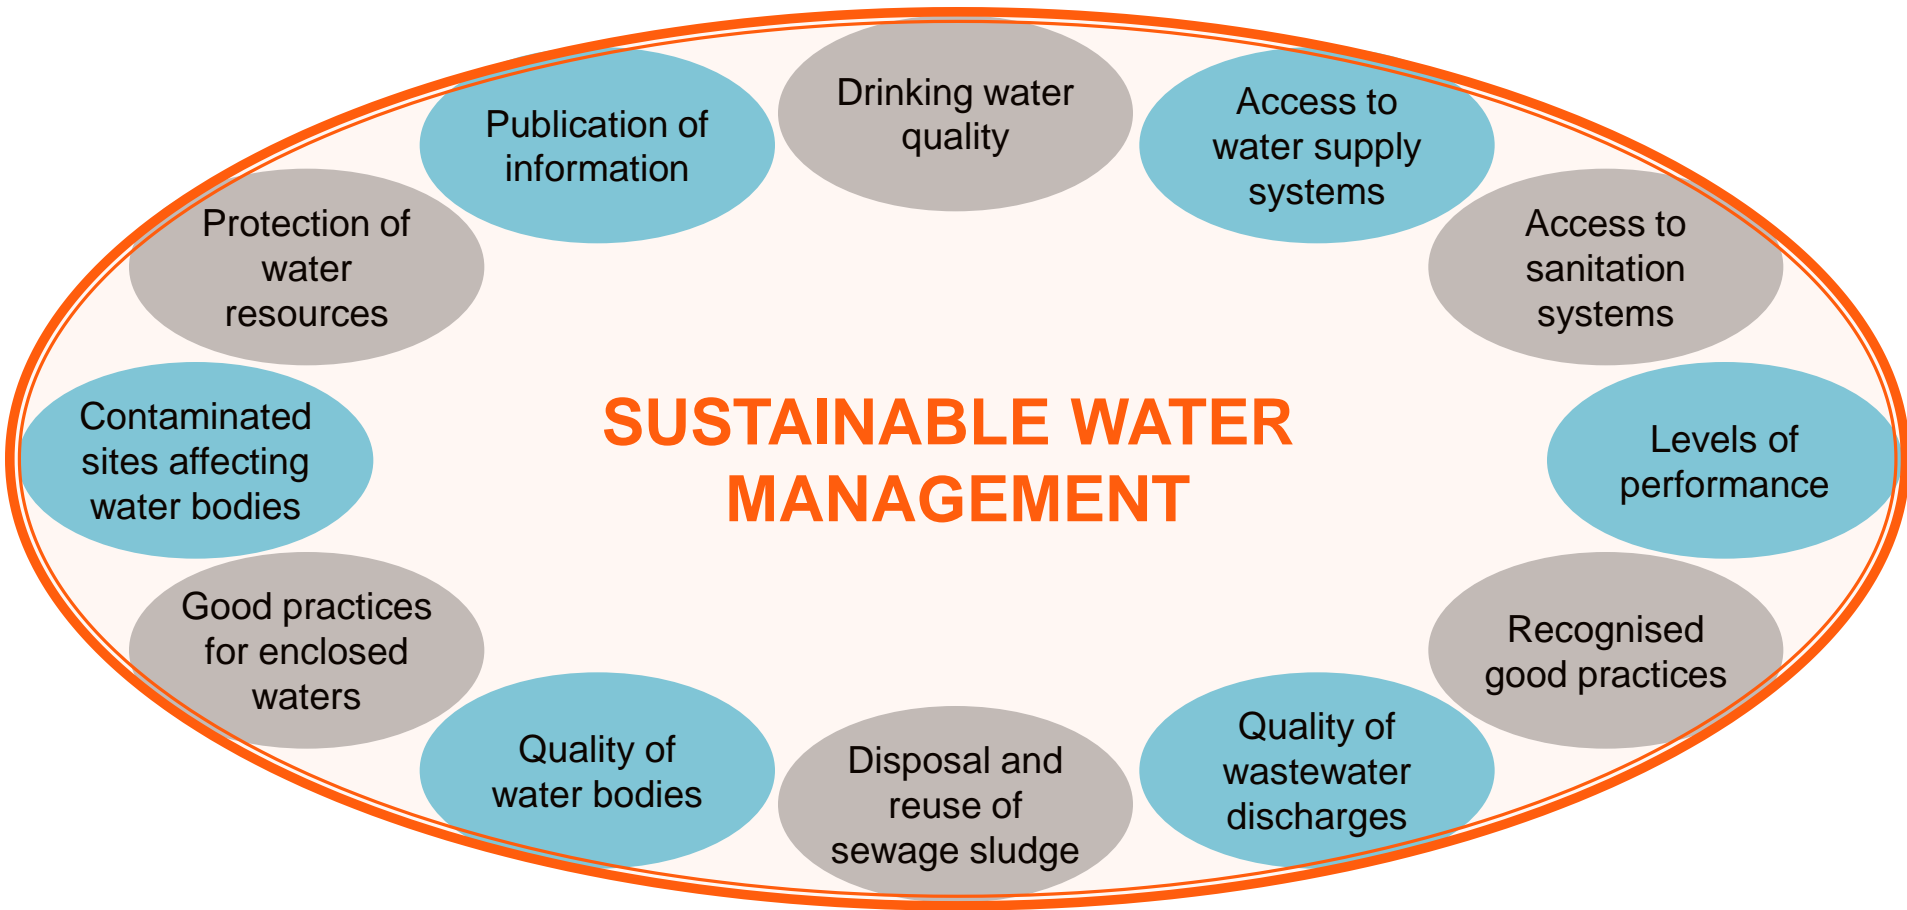 Drinking water
quality
Access to
water supply
systems
Access to
sanitation
systems
Levels of
performance
Recognised
good practices
Quality of
wastewater
discharges
Disposal and
reuse of
sewage sludge
Quality of
water bodies
Good practices
for enclosed
waters
Contaminated
sites affecting
water bodies
Protection of
water
resources
Publication of
information
SUSTAINABLE WATER
MANAGEMENT